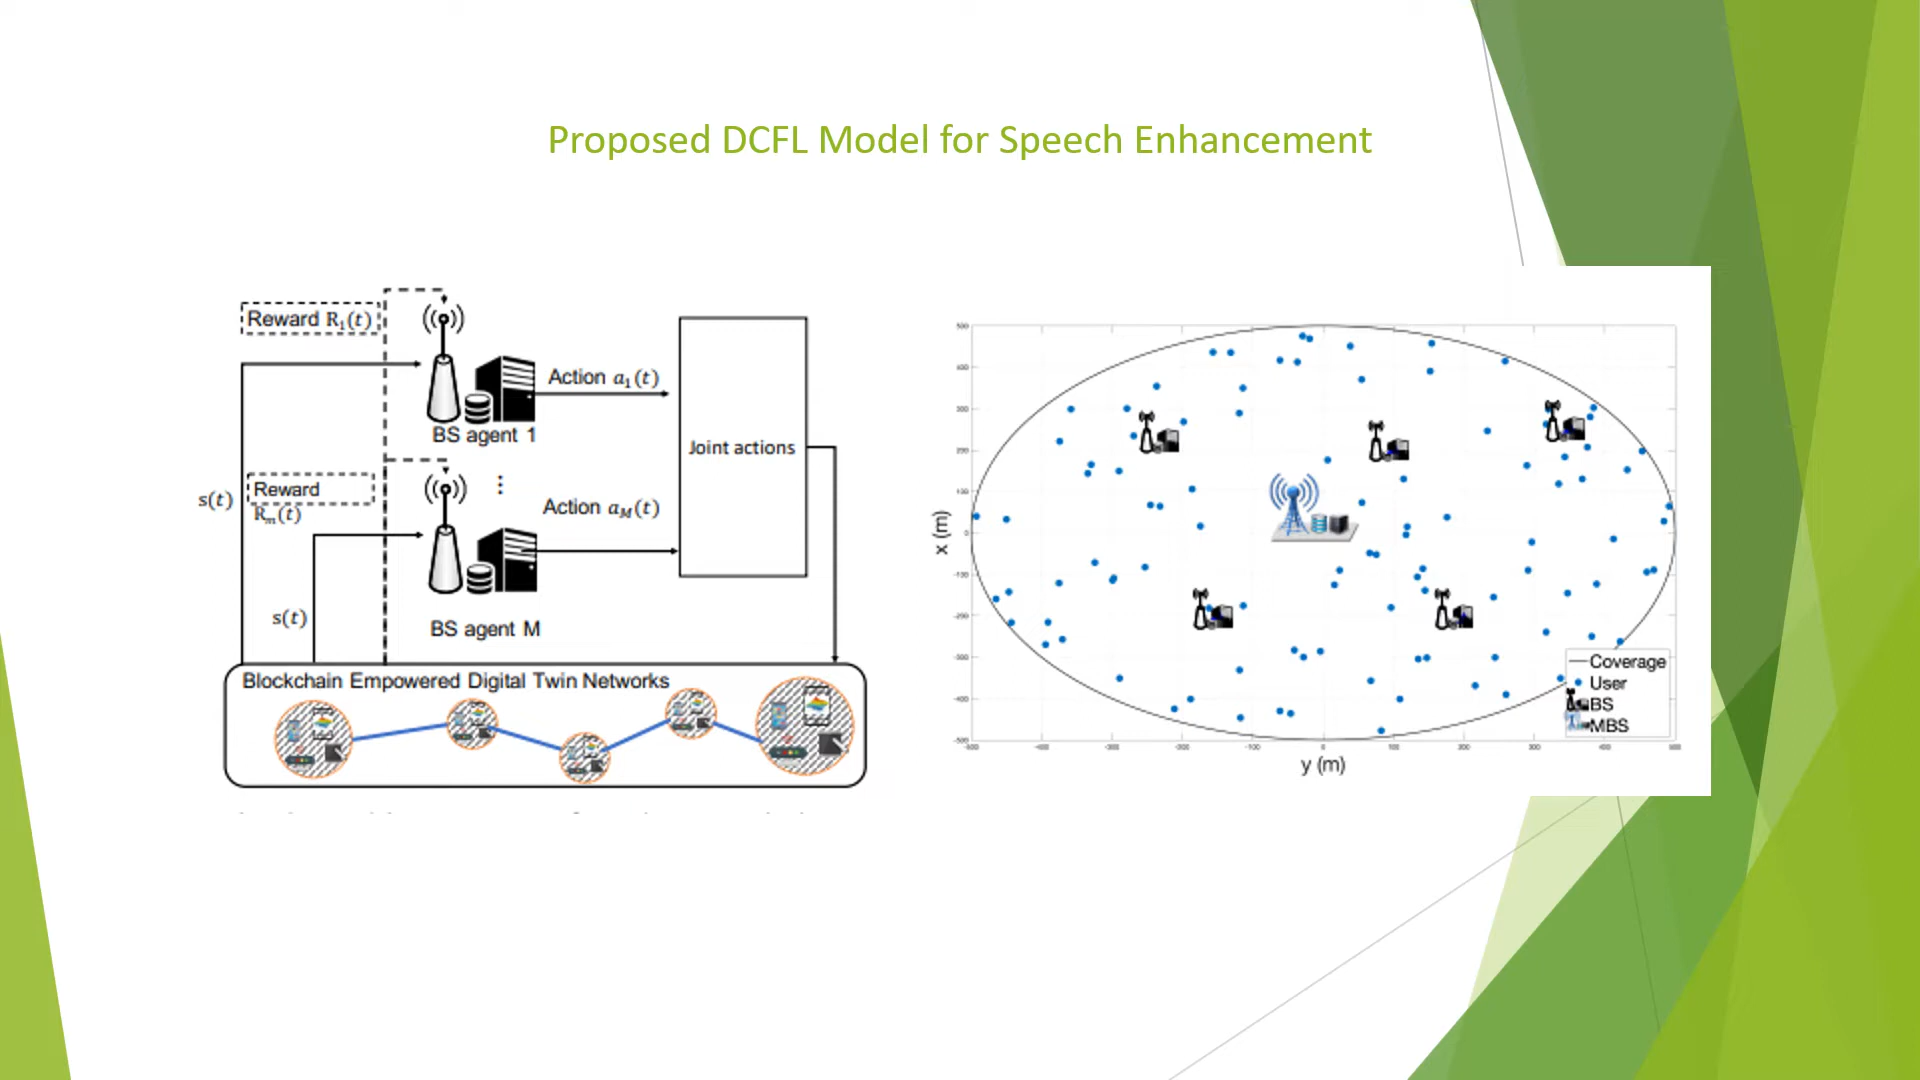 Proposed DCFL Model for Speech Enhancement
Reward R₁(t)
Action a₁(t)
BS agent 1
Joint actions
Reward
Rₘ(t)
s(t)
⋮
Action a_M(t)
s(t)
BS agent M
Blockchain Empowered Digital Twin Networks
x (m)
y (m)
Coverage
User
BS
MBS